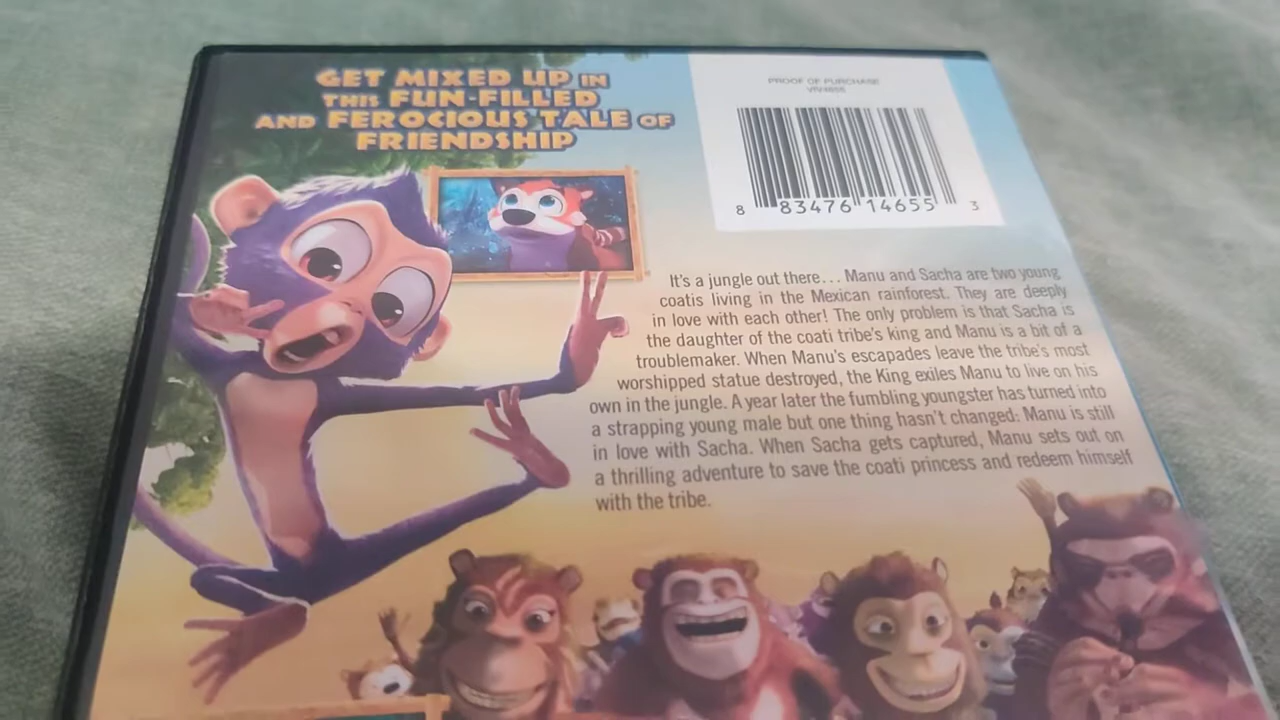 GET MIXED UP IN
THIS FUN-FILLED
AND FEROCIOUS TALE OF
FRIENDSHIP
PROOF OF PURCHASE
8 83476 14655 3
It's a jungle out there... Manu and Sacha are two young
coatis living in the Mexican rainforest. They are deeply
in love with each other! The only problem is that Sacha is
the daughter of the coati tribe's king and Manu is a bit of a
troublemaker. When Manu's escapades leave the tribe's most
worshipped statue destroyed, the King exiles Manu to live on his
own in the jungle. A year later the fumbling youngster has turned into
a strapping young male but one thing hasn't changed: Manu is still
in love with Sacha. When Sacha gets captured, Manu sets out on
a thrilling adventure to save the coati princess and redeem himself
with the tribe.